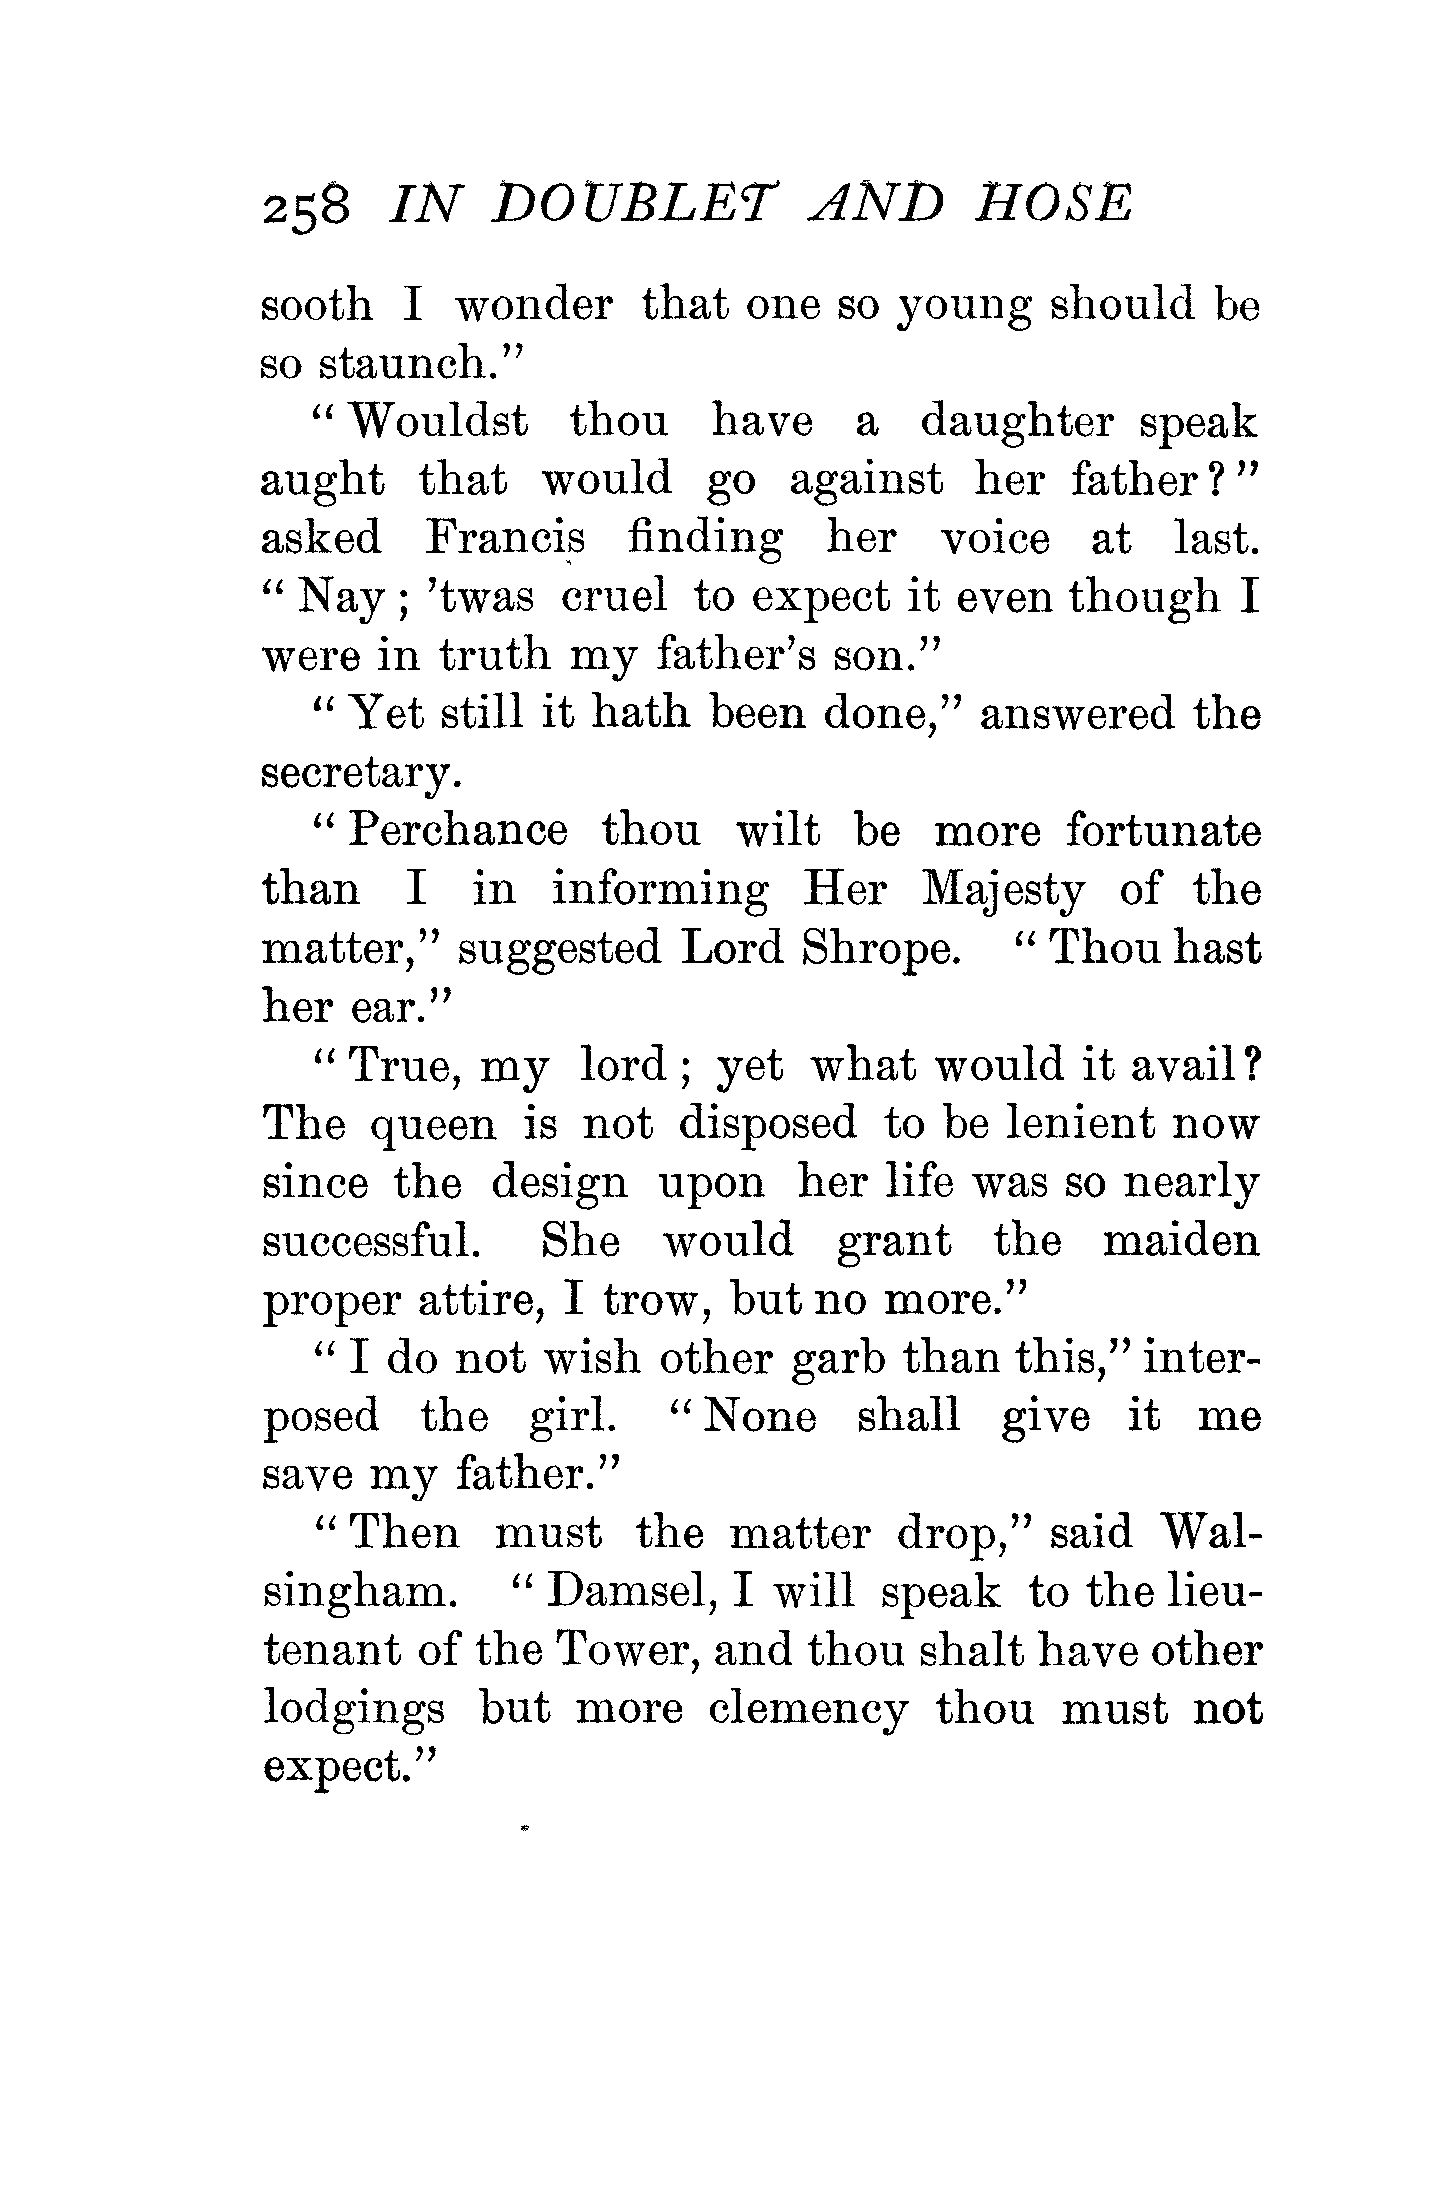 258 IN DOUBLET AND HOSE
sooth I wonder that one so young should be
so staunch."
"Wouldst thou have a daughter speak
aught that would go against her father?"
asked Francis finding her voice at last.
"Nay; 'twas cruel to expect it even though I
were in truth my father's son."
"Yet still it hath been done," answered the
secretary.
"Perchance thou wilt be more fortunate
than I in informing Her Majesty of the
matter," suggested Lord Shrope. "Thou hast
her ear."
"True, my lord; yet what would it avail?
The queen is not disposed to be lenient now
since the design upon her life was so nearly
successful. She would grant the maiden
proper attire, I trow, but no more."
"I do not wish other garb than this," inter-
posed the girl. "None shall give it me
save my father."
"Then must the matter drop," said Wal-
singham. "Damsel, I will speak to the lieu-
tenant of the Tower, and thou shalt have other
lodgings but more clemency thou must not
expect."